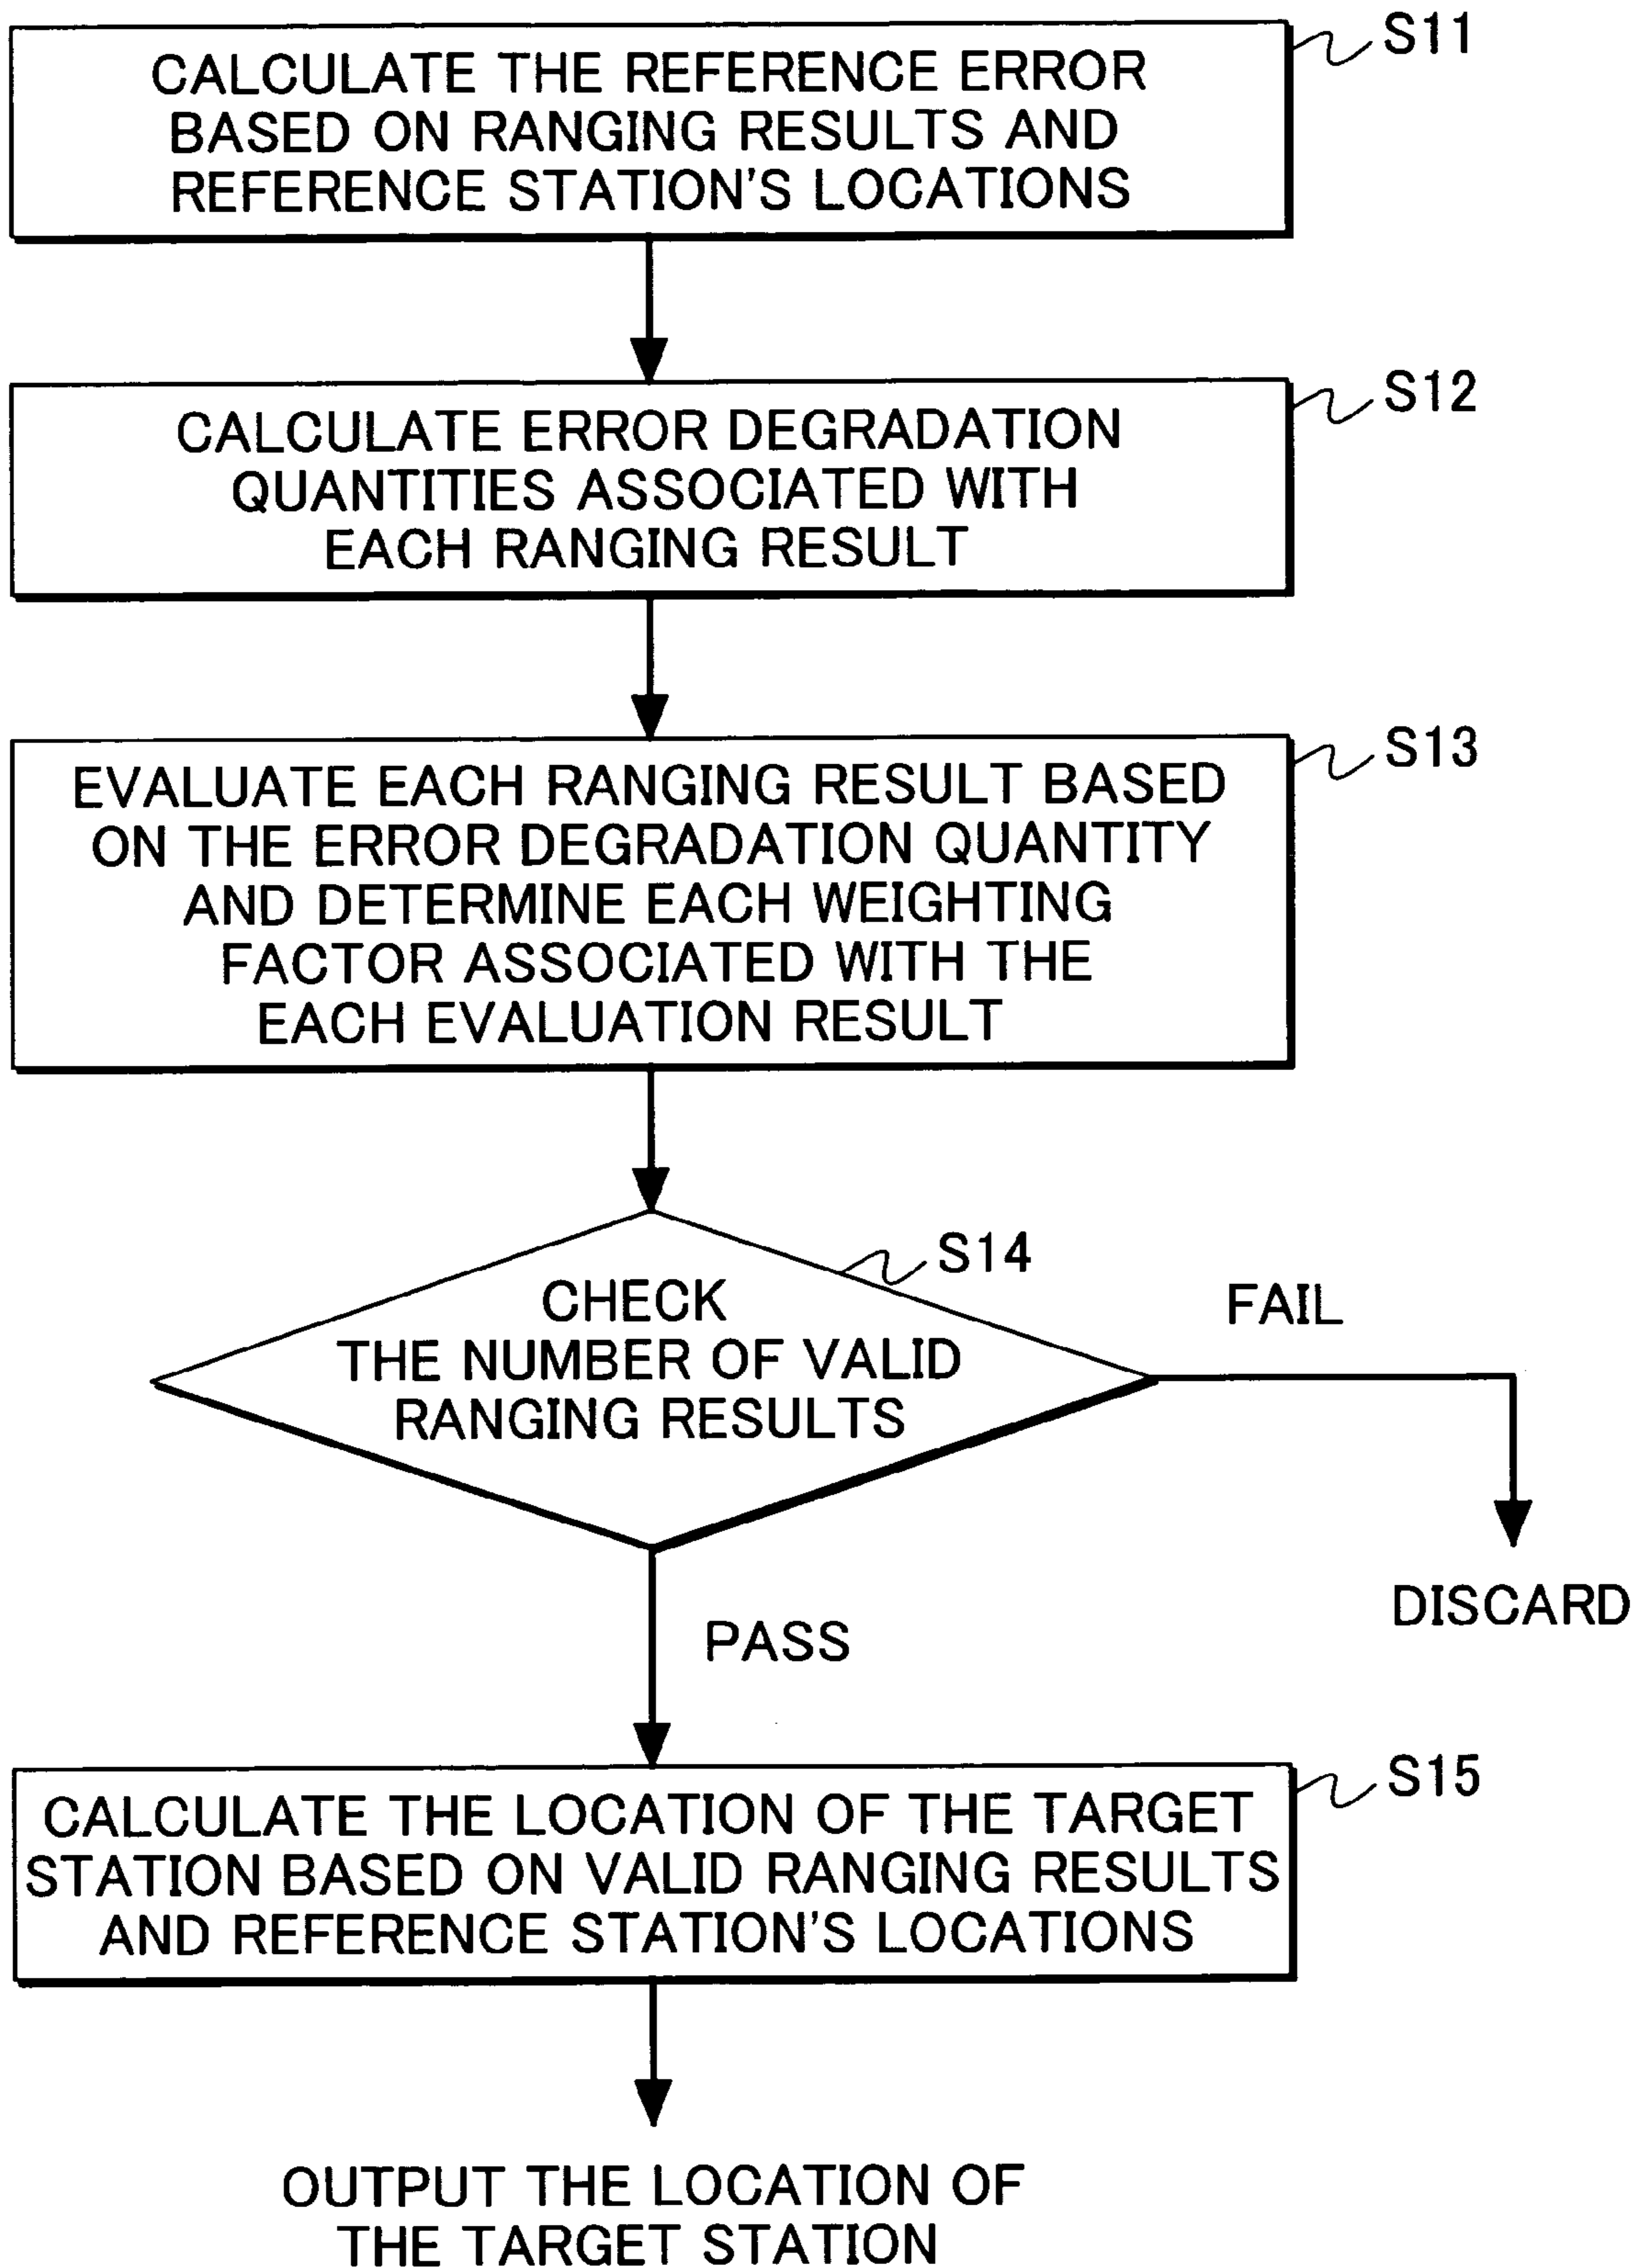 S11
CALCULATE THE REFERENCE ERROR
BASED ON RANGING RESULTS AND
REFERENCE STATION'S LOCATIONS
S12
CALCULATE ERROR DEGRADATION
QUANTITIES ASSOCIATED WITH
EACH RANGING RESULT
S13
EVALUATE EACH RANGING RESULT BASED
ON THE ERROR DEGRADATION QUANTITY
AND DETERMINE EACH WEIGHTING
FACTOR ASSOCIATED WITH THE
EACH EVALUATION RESULT
S14
CHECK
THE NUMBER OF VALID
RANGING RESULTS
FAIL
DISCARD
PASS
S15
CALCULATE THE LOCATION OF THE TARGET
STATION BASED ON VALID RANGING RESULTS
AND REFERENCE STATION'S LOCATIONS
OUTPUT THE LOCATION OF
THE TARGET STATION